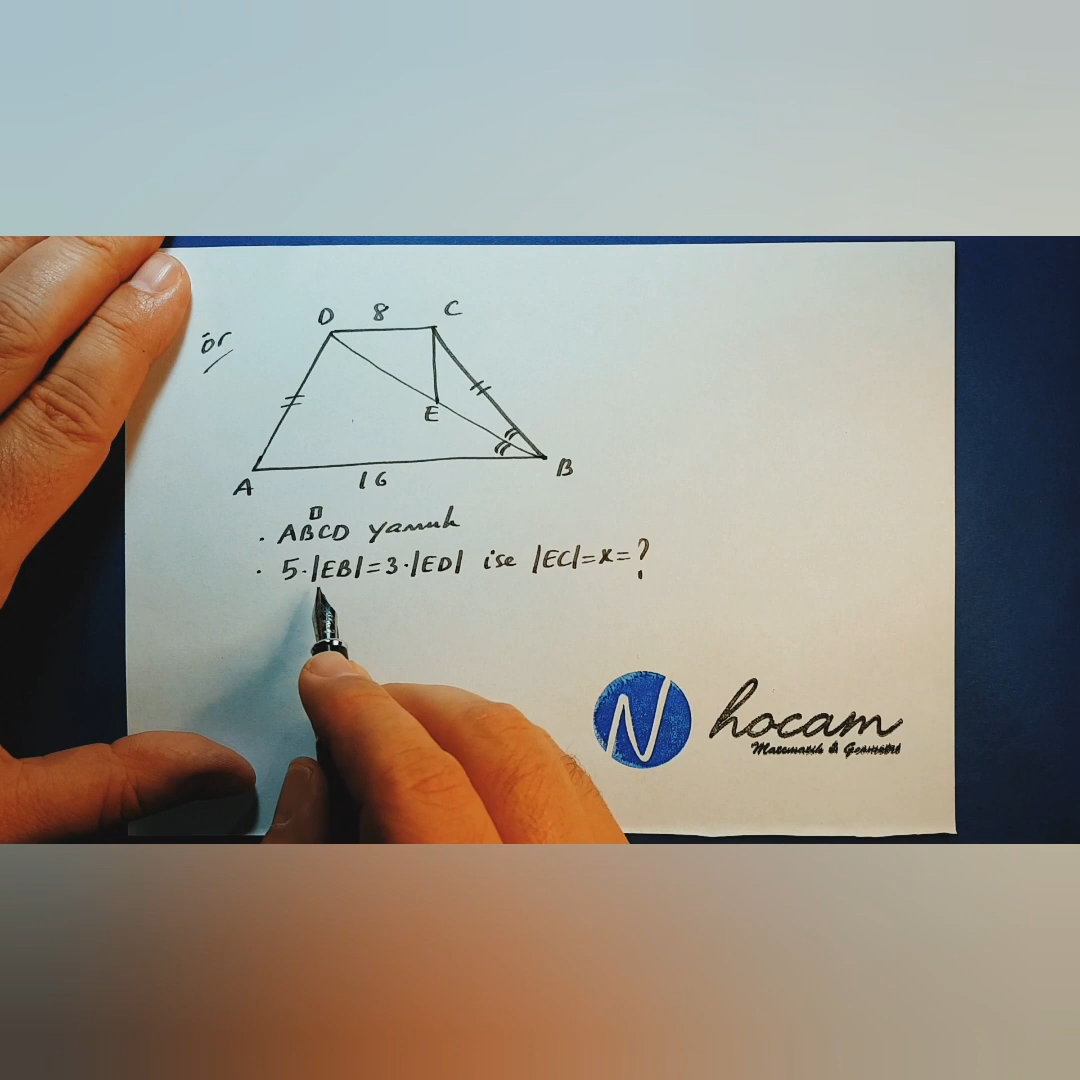 ör
D 8 C
E
A 16 B
. ABCD yamuk
. 5.|EB|=3.|ED| ise |EC|=x=?
N hocam
Matematik & Geometri